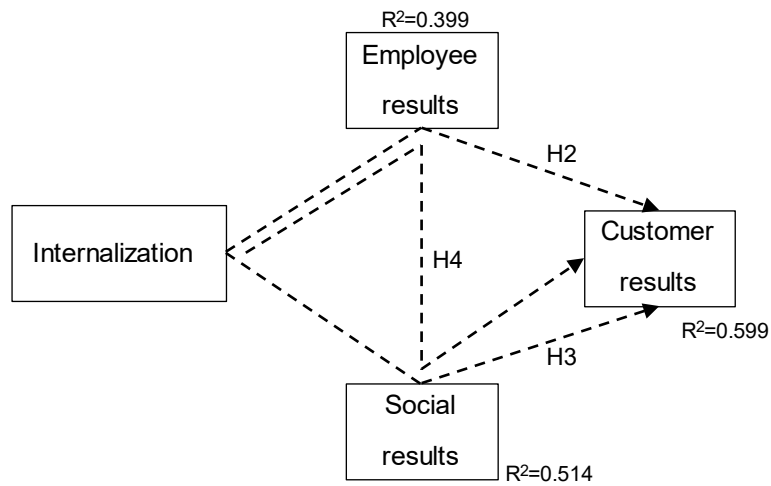 R²=0.399
Employee
results
H2
Internalization
H4
Customer
results
R²=0.599
H3
Social
results
R²=0.514